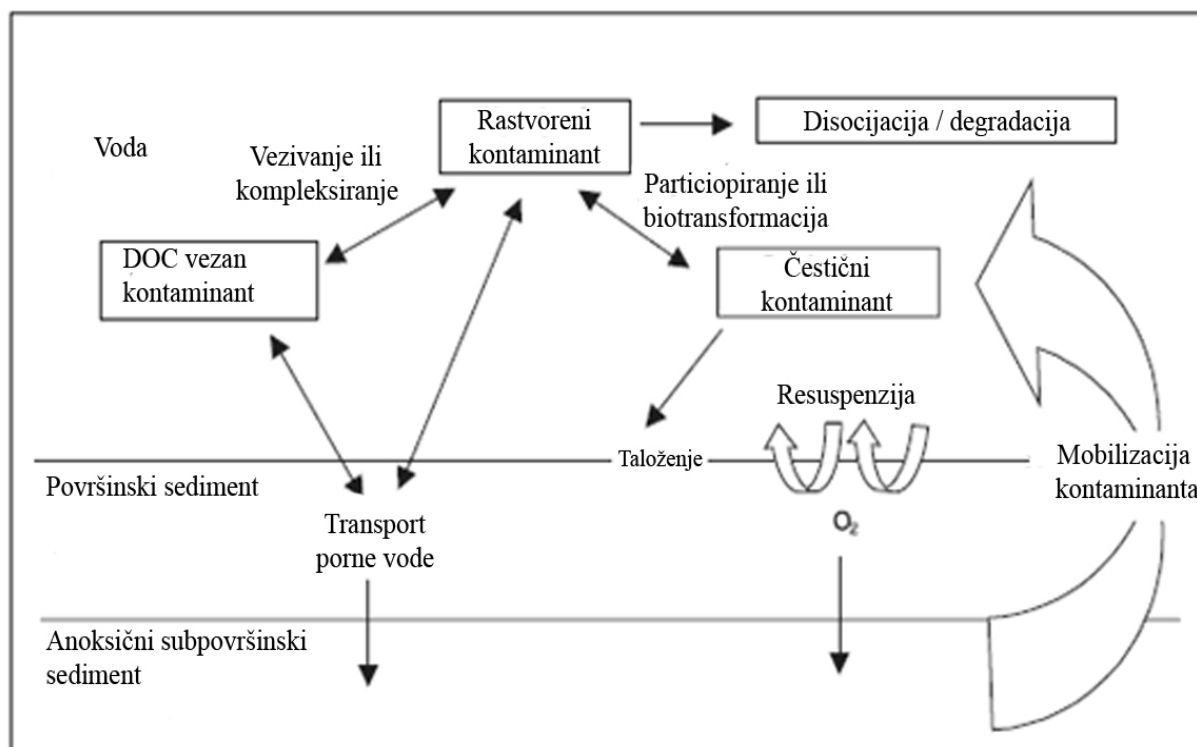 Rastvoreni
kontaminant
Disocijacija / degradacija
Voda
Vezivanje ili
kompleksiranje
Particiopiranje ili
biotransformacija
DOC vezan
kontaminant
Čestični
kontaminant
Resuspenzija
Taloženje
Mobilizacija
kontaminanta
Površinski sediment
Transport
porne vode
O₂
Anoksični subpovršinski
sediment